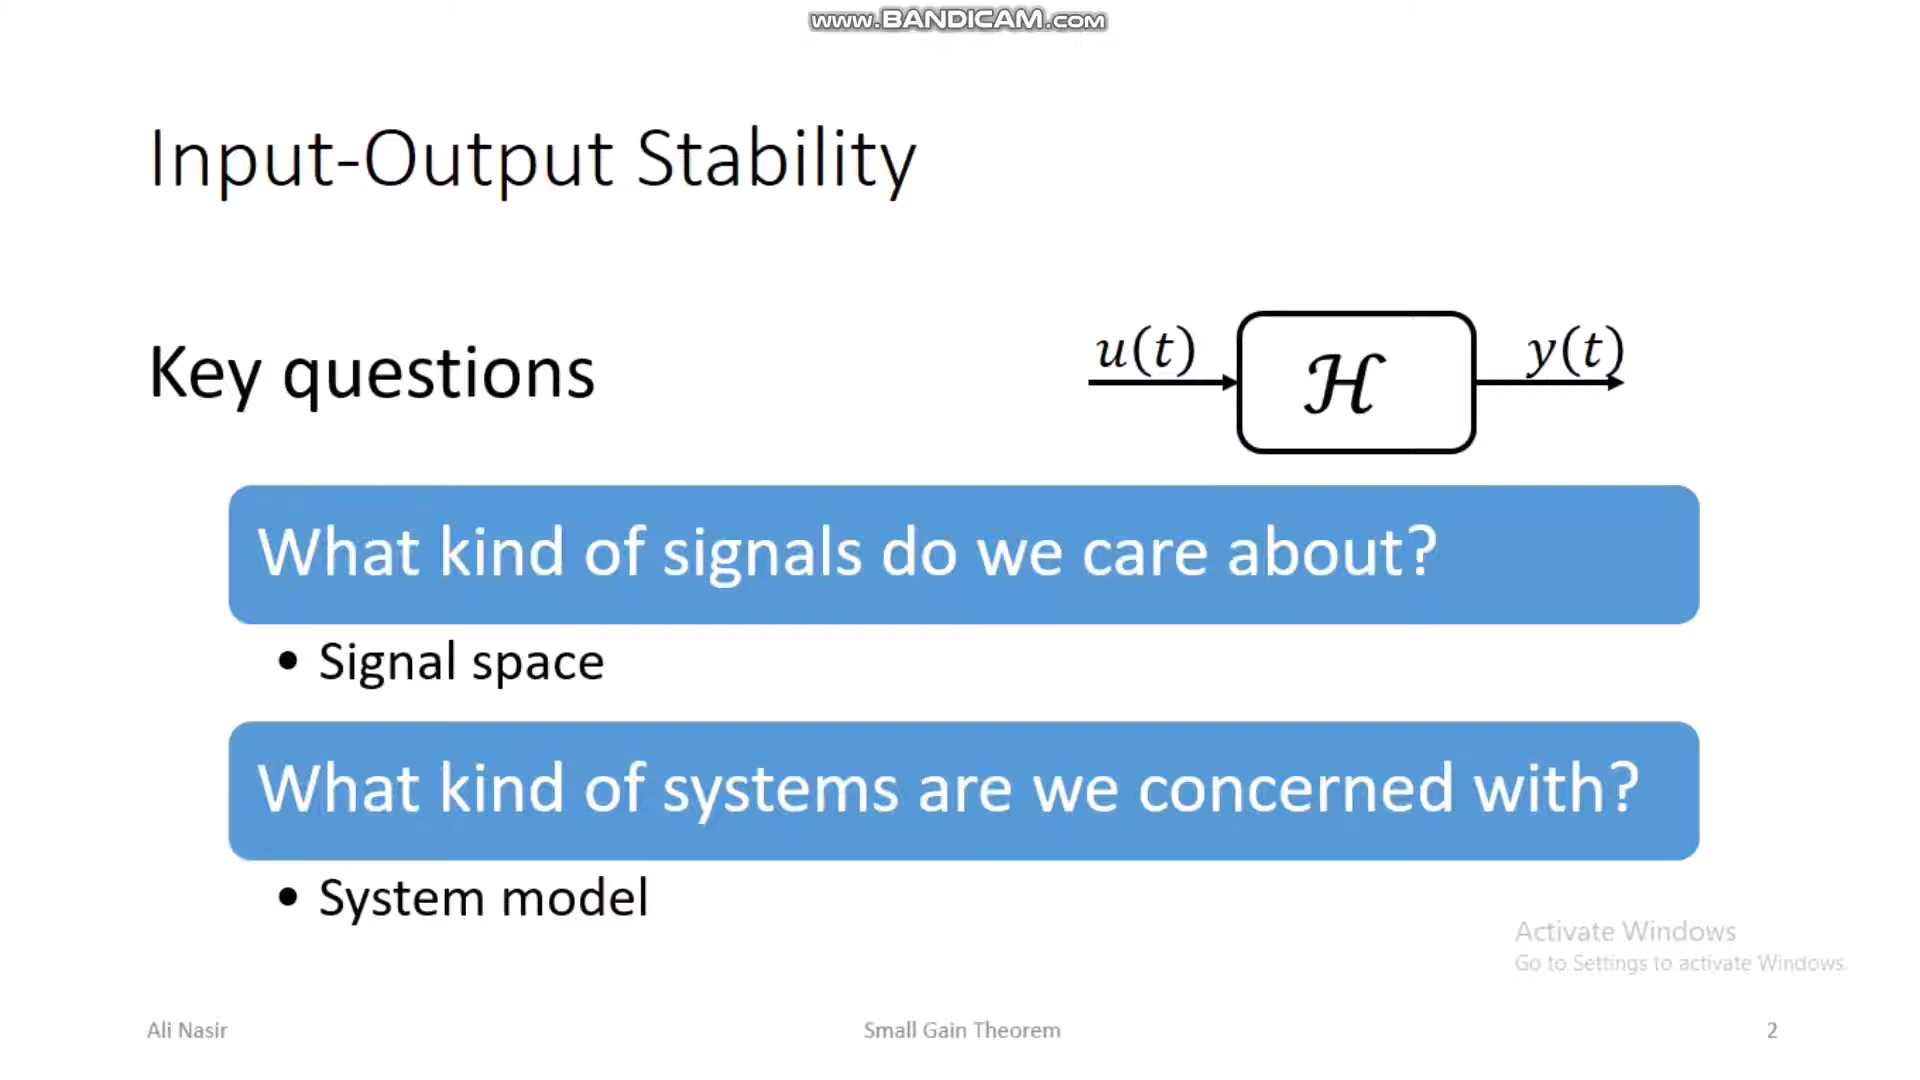 www.BANDICAM.com
Input-Output Stability
Key questions
u(t)
ℋ
y(t)
What kind of signals do we care about?
• Signal space
What kind of systems are we concerned with?
• System model
Activate Windows
Go to Settings to activate Windows.
Ali Nasir
Small Gain Theorem
2